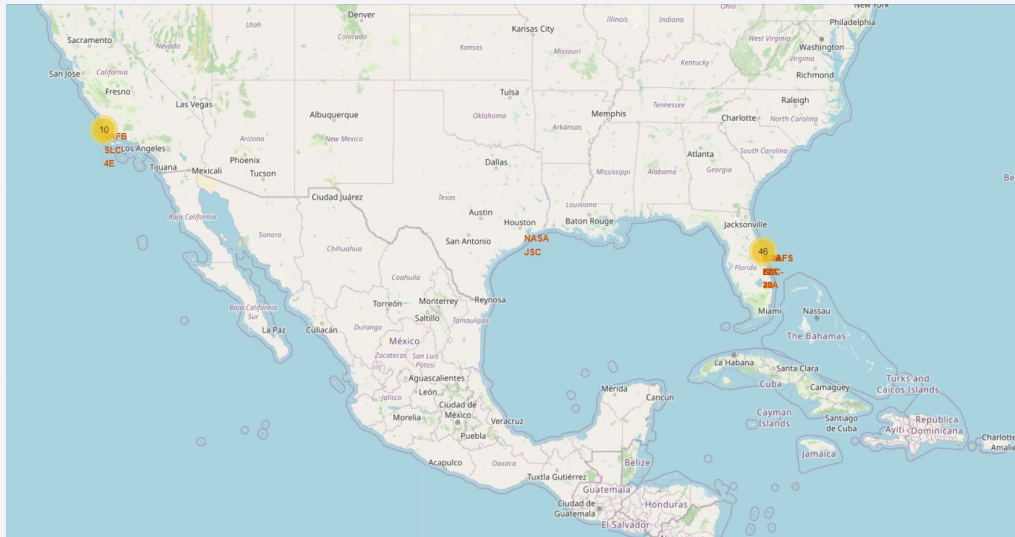 New York
Philadelphia
Ohio
Denver
Utah
Illinois
Indiana
Kansas City
West Virginia
Washington
Sacramento
Nevada
Colorado
Kansas
Missouri
Kentucky
Virginia
Richmond
San Jose
California
Fresno
Las Vegas
Tulsa
Raleigh
Albuquerque
Oklahoma
Memphis
Tennessee
Charlotte
North Carolina
10
FB
SLC-
4E
Los Angeles
Arizona
New Mexico
Arkansas
Atlanta
South Carolina
Phoenix
Tucson
Tijuana
Mexicali
Dallas
Mississippi
Alabama
Georgia
Ciudad Juárez
Texas
Louisiana
Baja California
Austin
Houston
Baton Rouge
Jacksonville
Sonora
San Antonio
NASA
JSC
46
AFS
Florida
Chihuahua
Coahuila
Be
Baja California
Sur
Torreón
Monterrey
Reynosa
Miami
Nassau
Saltillo
Tamaulipas
La Paz
Culiacán
Durango
The Bahamas
México
Zacatecas
San Luis
Potosí
La Habana
Santa Clara
Aguascalientes
Cuba
Camaguey
Turks and
Caicos Islands
León
Jalisco
Mérida
Cancún
Ciudad de
México
Morelia
Veracruz
Cayman
Islands
Santiago
de Cuba
República
Dominicana
Ayiti
Puebla
Charlotte
Amalie
Acapulco
Oaxaca
Belize
Jamaica
Tuxtla Gutiérrez
Guatemala
Ciudad de
Guatemala
Honduras
El Salvador